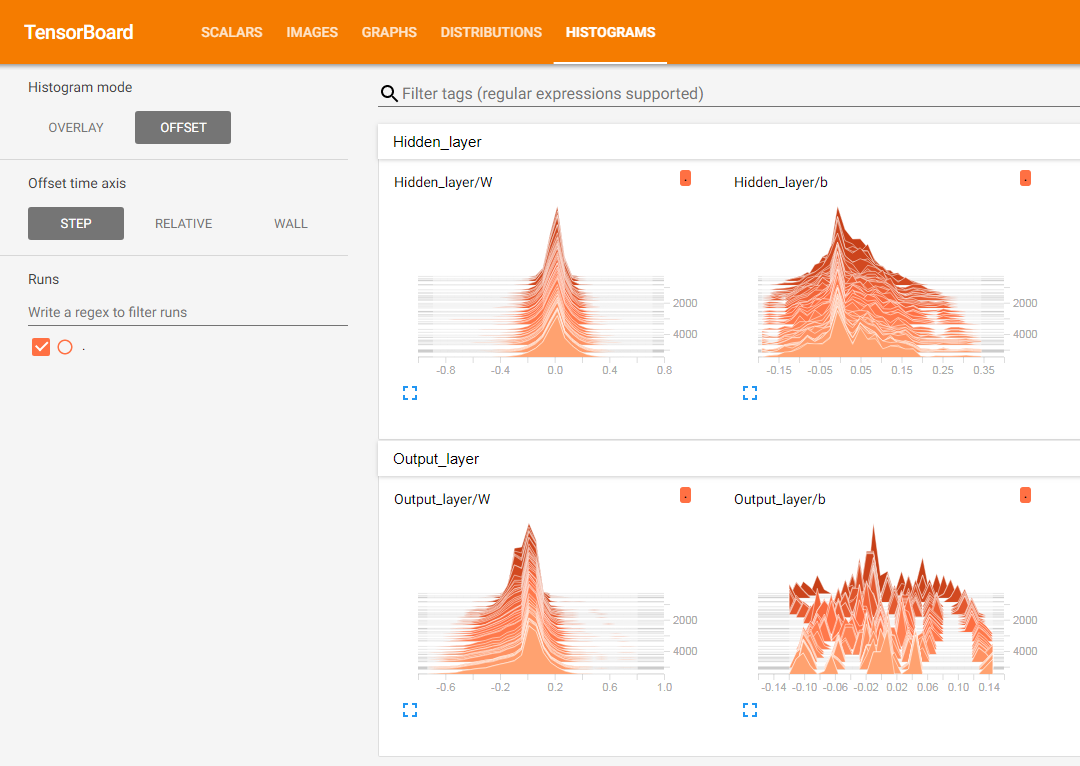 TensorBoard SCALARS IMAGES GRAPHS DISTRIBUTIONS HISTOGRAMS
Histogram mode
OVERLAY OFFSET
Offset time axis
STEP RELATIVE WALL
Runs
Write a regex to filter runs
.
Filter tags (regular expressions supported)
Hidden_layer
Hidden_layer/W .
2000
4000
-0.8 -0.4 0.0 0.4 0.8
Hidden_layer/b .
2000
4000
-0.15 -0.05 0.05 0.15 0.25 0.35
Output_layer
Output_layer/W .
2000
4000
-0.6 -0.2 0.2 0.6 1.0
Output_layer/b .
2000
4000
-0.14 -0.10 -0.06 -0.02 0.02 0.06 0.10 0.14